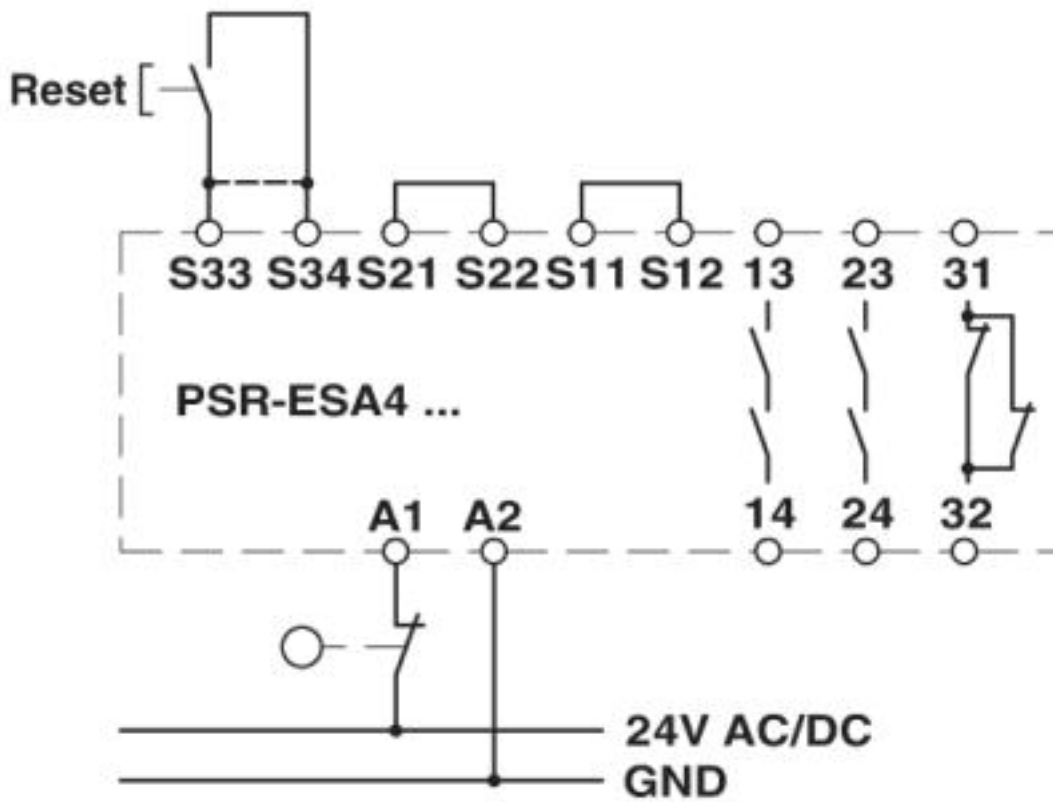 Reset
S33 S34 S21 S22 S11 S12 13 23 31
PSR-ESA4 ...
A1 A2 14 24 32
24V AC/DC
GND